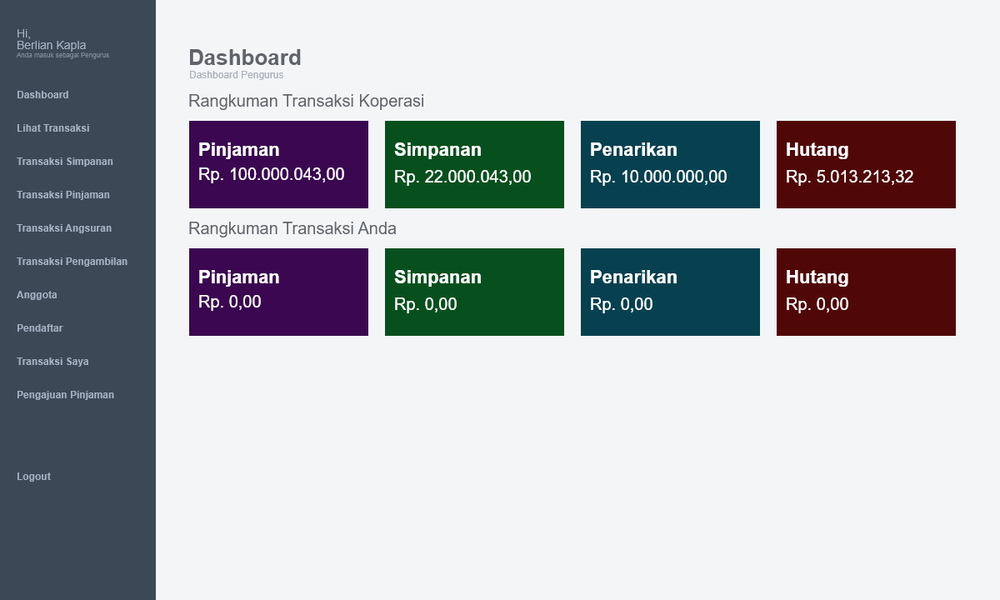 Hi,
Berlian Kapla
Anda masuk sebagai Pengurus
Dashboard
Lihat Transaksi
Transaksi Simpanan
Transaksi Pinjaman
Transaksi Angsuran
Transaksi Pengambilan
Anggota
Pendaftar
Transaksi Saya
Pengajuan Pinjaman
Logout
Dashboard
Dashboard Pengurus
Rangkuman Transaksi Koperasi
Pinjaman
Rp. 100.000.043,00
Simpanan
Rp. 22.000.043,00
Penarikan
Rp. 10.000.000,00
Hutang
Rp. 5.013.213,32
Rangkuman Transaksi Anda
Pinjaman
Rp. 0,00
Simpanan
Rp. 0,00
Penarikan
Rp. 0,00
Hutang
Rp. 0,00